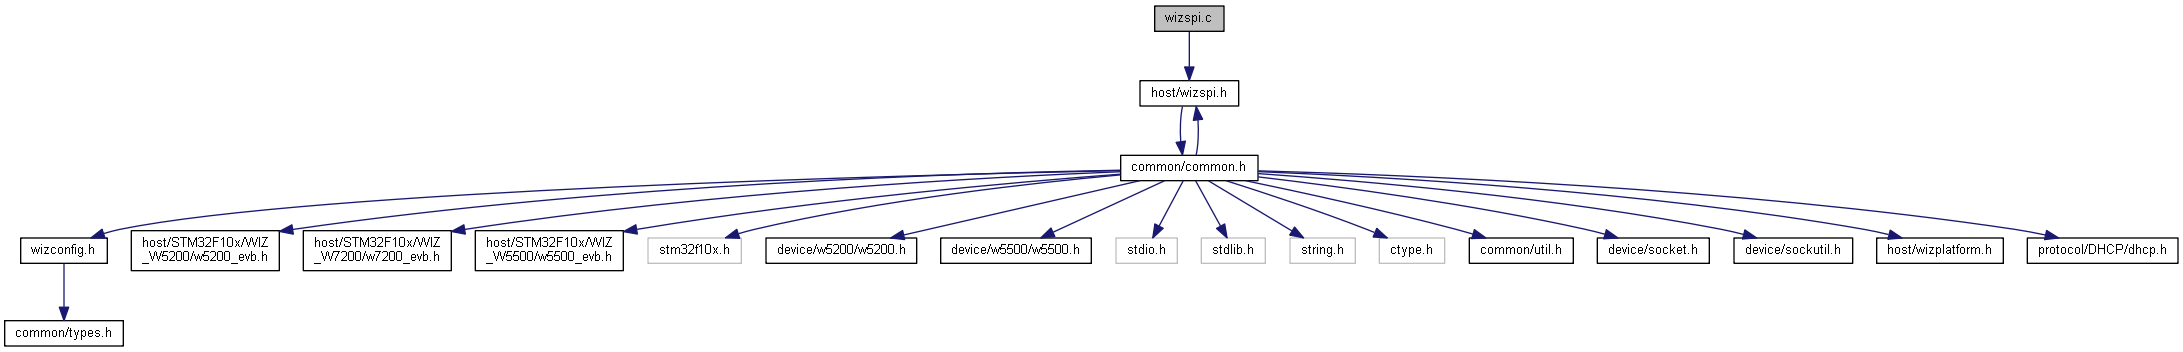 wizspi.c
host/wizspi.h
common/common.h
wizconfig.h
host/STM32F10x/WIZ
_W5200/w5200_evb.h
host/STM32F10x/WIZ
_W7200/w7200_evb.h
host/STM32F10x/WIZ
_W5500/w5500_evb.h
stm32f10x.h
device/w5200/w5200.h
device/w5500/w5500.h
stdio.h
stdlib.h
string.h
ctype.h
common/util.h
device/socket.h
device/sockutil.h
host/wizplatform.h
protocol/DHCP/dhcp.h
common/types.h